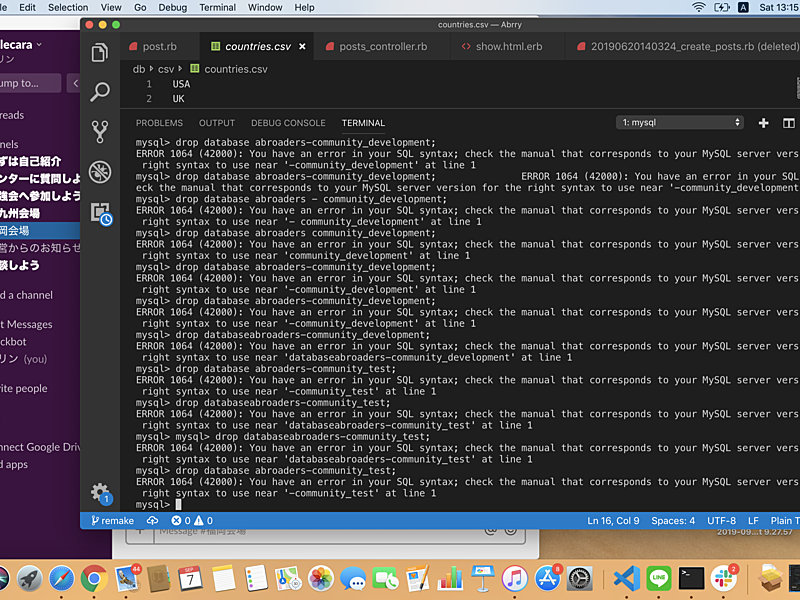 le Edit Selection View Go Debug Terminal Window Help A Sat 13:15
countries.csv — Abrry
post.rb countries.csv × posts_controller.rb show.html.erb 20190620140324_create_posts.rb (deleted)
db csv countries.csv
1 USA
2 UK
PROBLEMS OUTPUT DEBUG CONSOLE TERMINAL 1: mysql
mysql> drop database abroaders-community_development;
ERROR 1064 (42000): You have an error in your SQL syntax; check the manual that corresponds to your MySQL server vers
right syntax to use near '-community_development' at line 1
mysql> drop database abroaders-community_development; ERROR 1064 (42000): You have an error in your SQL
eck the manual that corresponds to your MySQL server version for the right syntax to use near '-community_development
mysql> drop database abroaders - community_development;
ERROR 1064 (42000): You have an error in your SQL syntax; check the manual that corresponds to your MySQL server vers
right syntax to use near '- community_development' at line 1
mysql> drop database abroaders community_development;
ERROR 1064 (42000): You have an error in your SQL syntax; check the manual that corresponds to your MySQL server vers
right syntax to use near 'community_development' at line 1
mysql> drop database abroaders-community_development;
ERROR 1064 (42000): You have an error in your SQL syntax; check the manual that corresponds to your MySQL server vers
right syntax to use near '-community_development' at line 1
mysql> drop database abroaders-community_development;
ERROR 1064 (42000): You have an error in your SQL syntax; check the manual that corresponds to your MySQL server vers
right syntax to use near '-community_development' at line 1
mysql> drop databaseabroaders-community_development;
ERROR 1064 (42000): You have an error in your SQL syntax; check the manual that corresponds to your MySQL server vers
right syntax to use near 'databaseabroaders-community_development' at line 1
mysql> drop database abroaders-community_test;
ERROR 1064 (42000): You have an error in your SQL syntax; check the manual that corresponds to your MySQL server vers
right syntax to use near '-community_test' at line 1
mysql> drop databaseabroaders-community_test;
ERROR 1064 (42000): You have an error in your SQL syntax; check the manual that corresponds to your MySQL server vers
right syntax to use near 'databaseabroaders-community_test' at line 1
mysql> mysql> drop databaseabroaders-community_test;
ERROR 1064 (42000): You have an error in your SQL syntax; check the manual that corresponds to your MySQL server vers
right syntax to use near 'databaseabroaders-community_test' at line 1
mysql> drop database abroaders-community_test;
ERROR 1064 (42000): You have an error in your SQL syntax; check the manual that corresponds to your MySQL server vers
right syntax to use near '-community_test' at line 1
mysql>
remake 0 0 Ln 16, Col 9 Spaces: 4 UTF-8 LF Plain T
lecara
リン
ump to...
reads
nels
ずは自己紹介
ンターに質問しよ
強会へ参加しよう
九州会場
岡会場
営からのお知らせ
談しよう
d a channel
t Messages
ckbot
リン (you)
ite people
nnect Google Driv
d apps
Message #福岡会場
2019-09...t 9.27.57
44 SEP 7 8 LINE 2